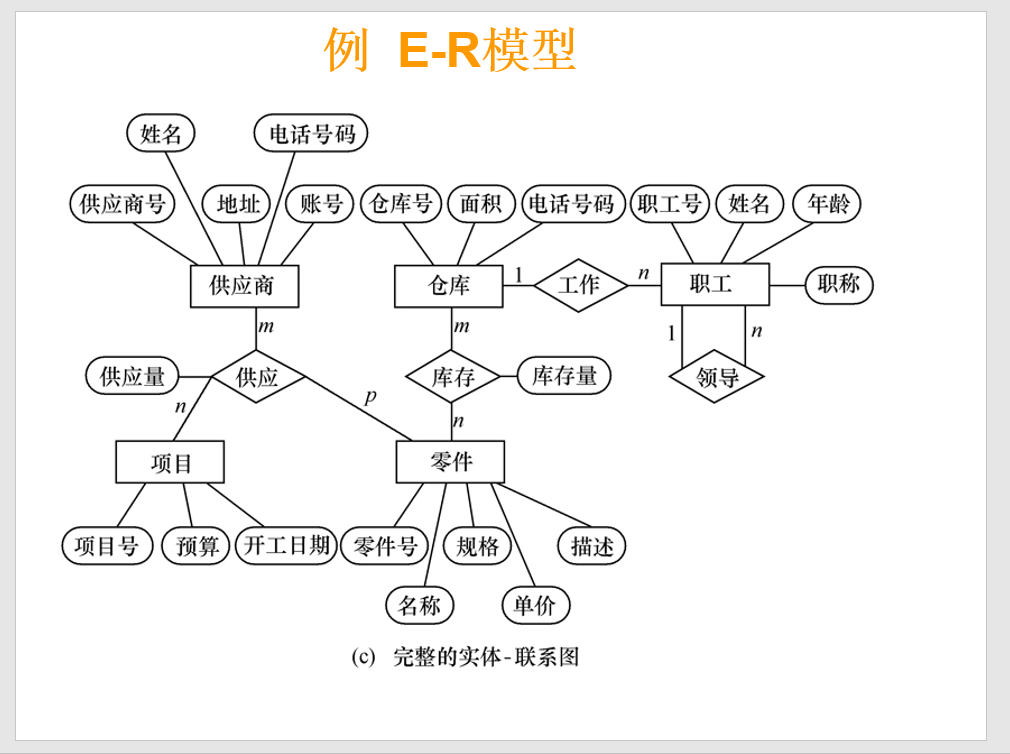 例 E-R模型
姓名 电话号码
供应商号 地址 账号 仓库号 面积 电话号码 职工号 姓名 年龄
供应商 仓库 1 工作 n 职工 职称
m m 1 n
供应量 供应 库存 库存量 领导
n p n
项目 零件
项目号 预算 开工日期 零件号 规格 描述
名称 单价
(c) 完整的实体-联系图